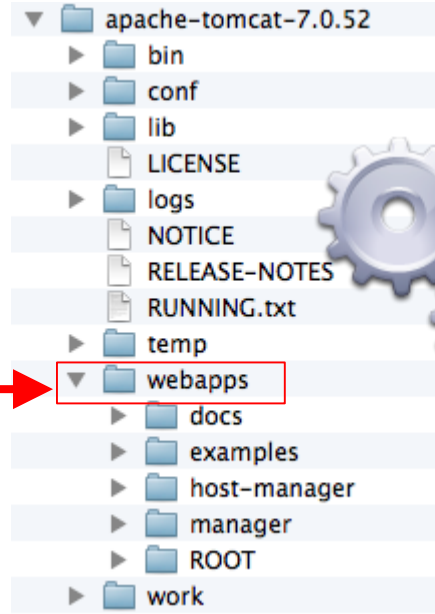 apache-tomcat-7.0.52
bin
conf
lib
LICENSE
logs
NOTICE
RELEASE-NOTES
RUNNING.txt
temp
webapps
docs
examples
host-manager
manager
ROOT
work